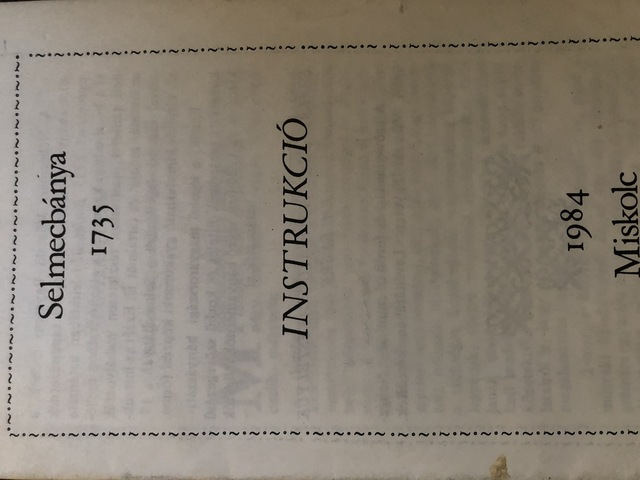 Selmecbánya
1735
INSTRUKCIÓ
1984
Miskolc